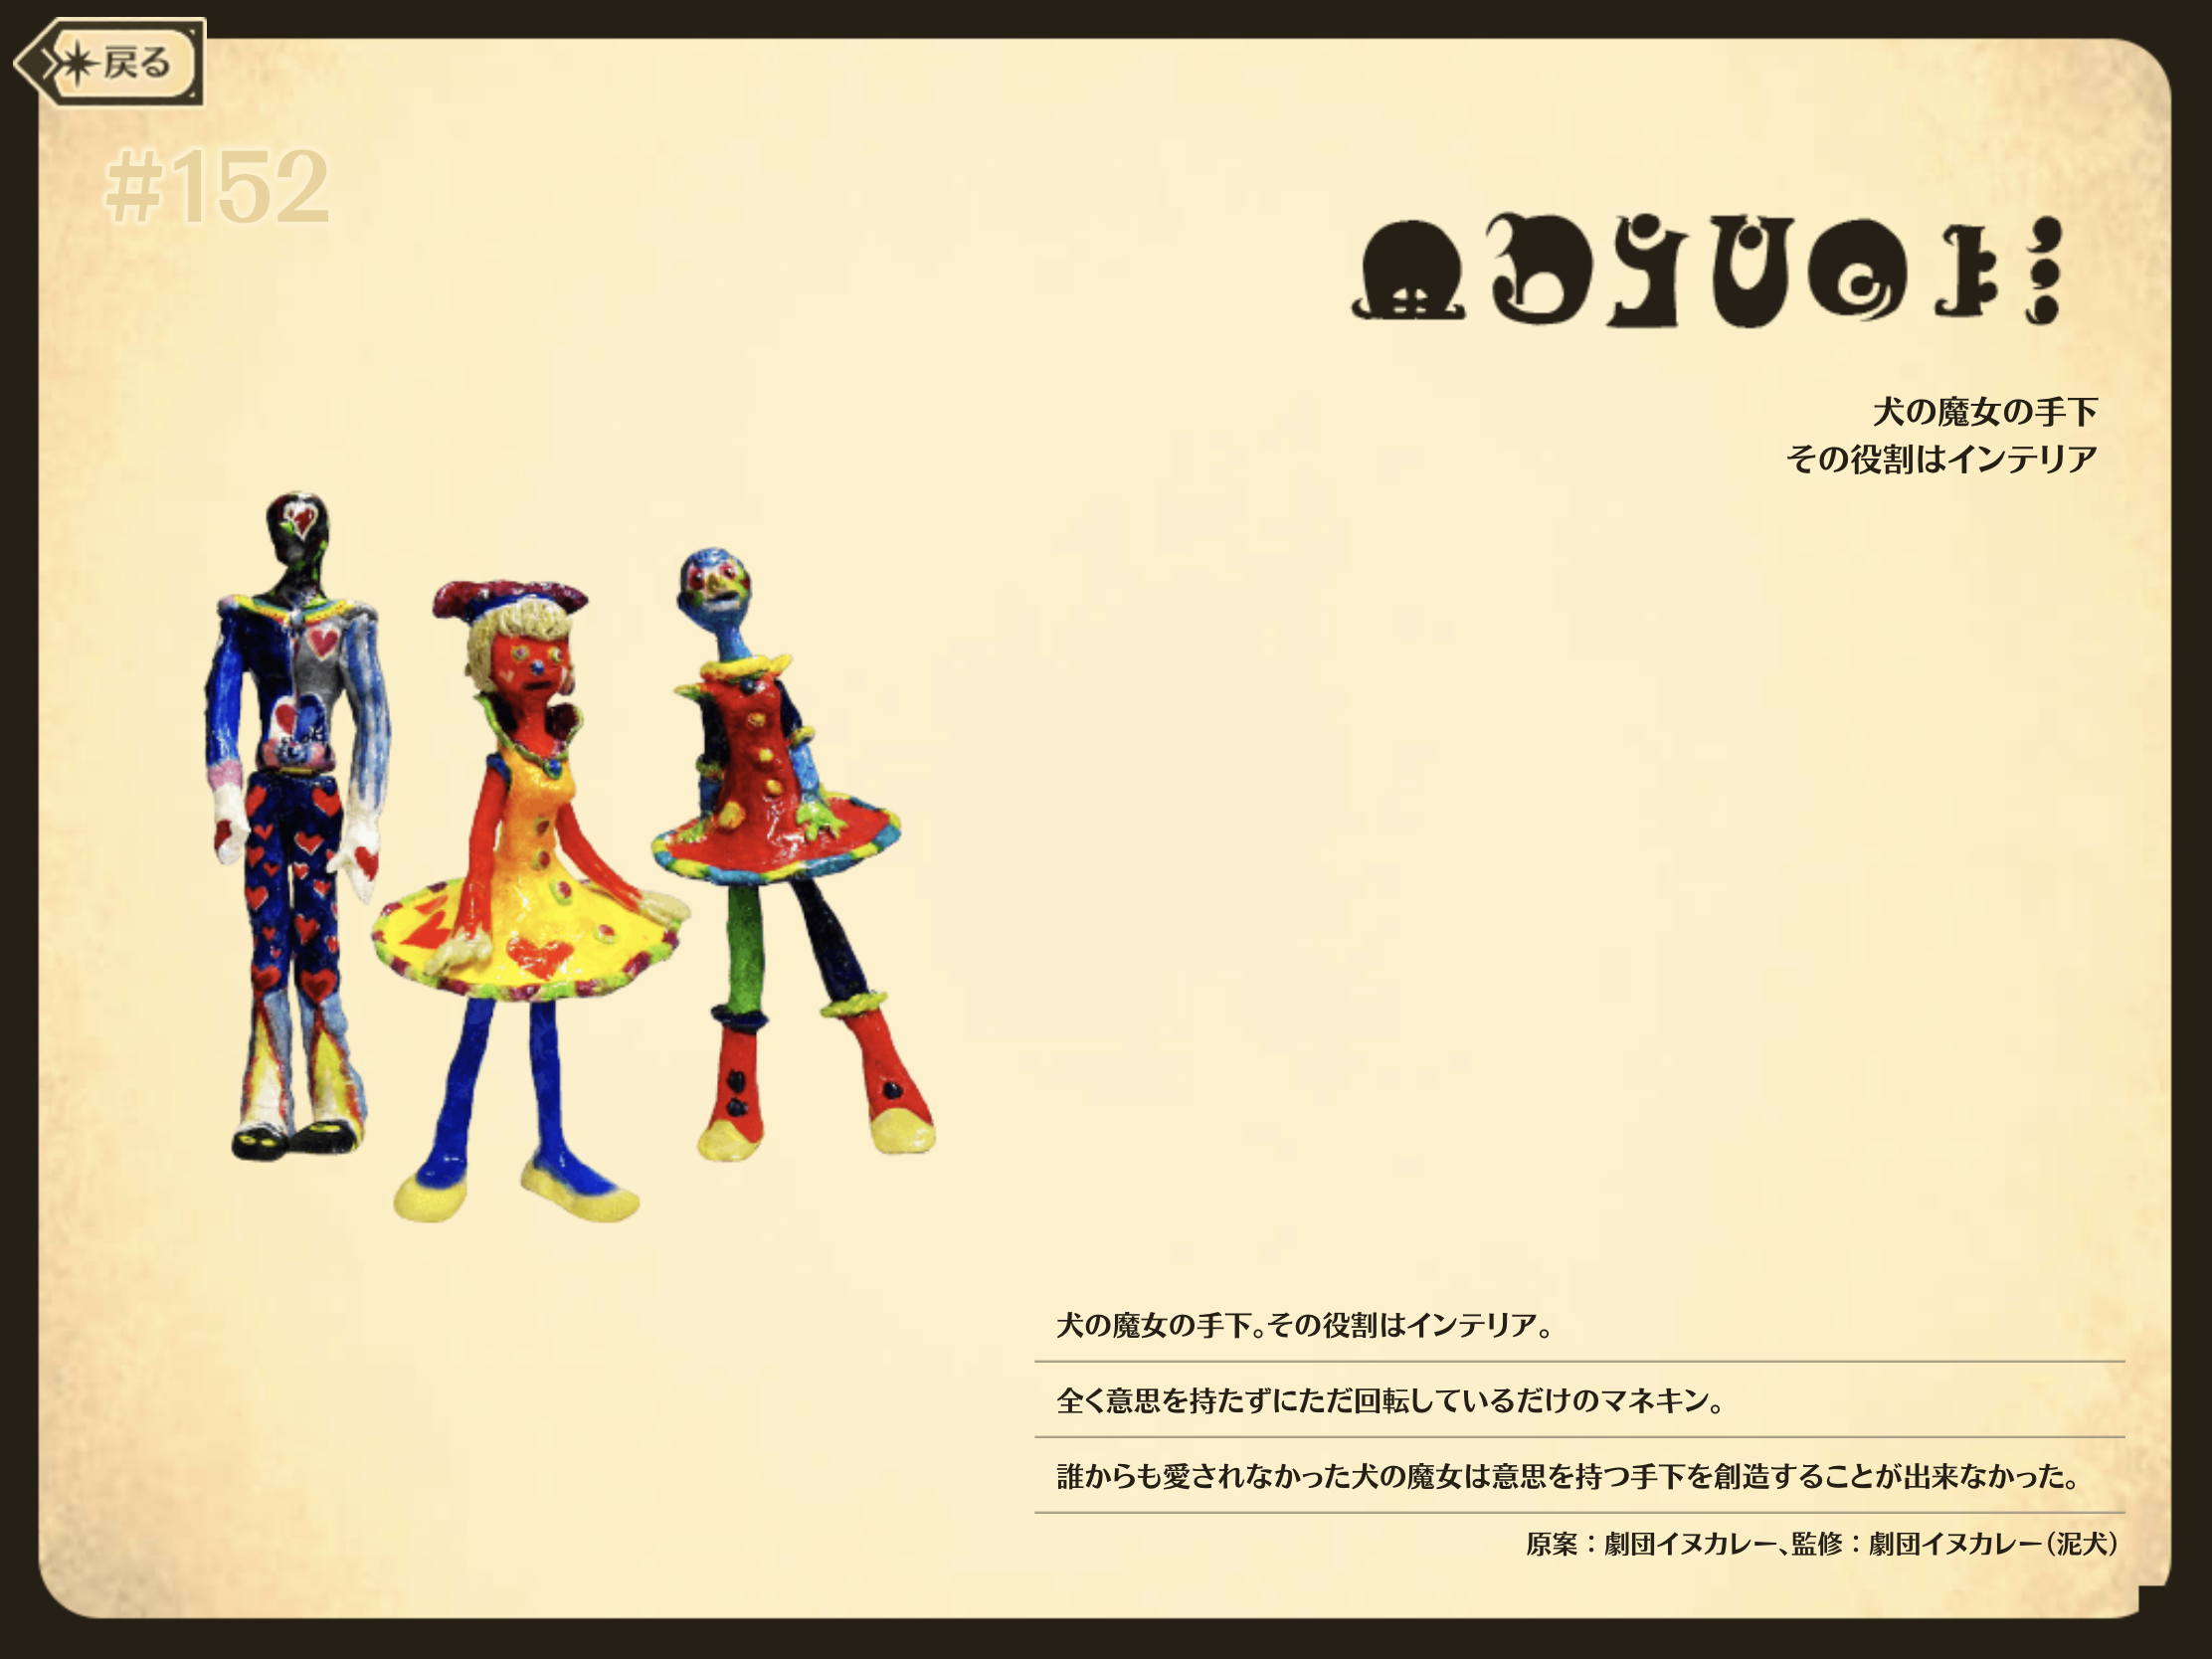 戻る
#152
犬の魔女の手下
その役割はインテリア
犬の魔女の手下。その役割はインテリア。
全く意思を持たずにただ回転しているだけのマネキン。
誰からも愛されなかった犬の魔女は意思を持つ手下を創造することが出来なかった。
原案：劇団イヌカレー、監修：劇団イヌカレー（泥犬）